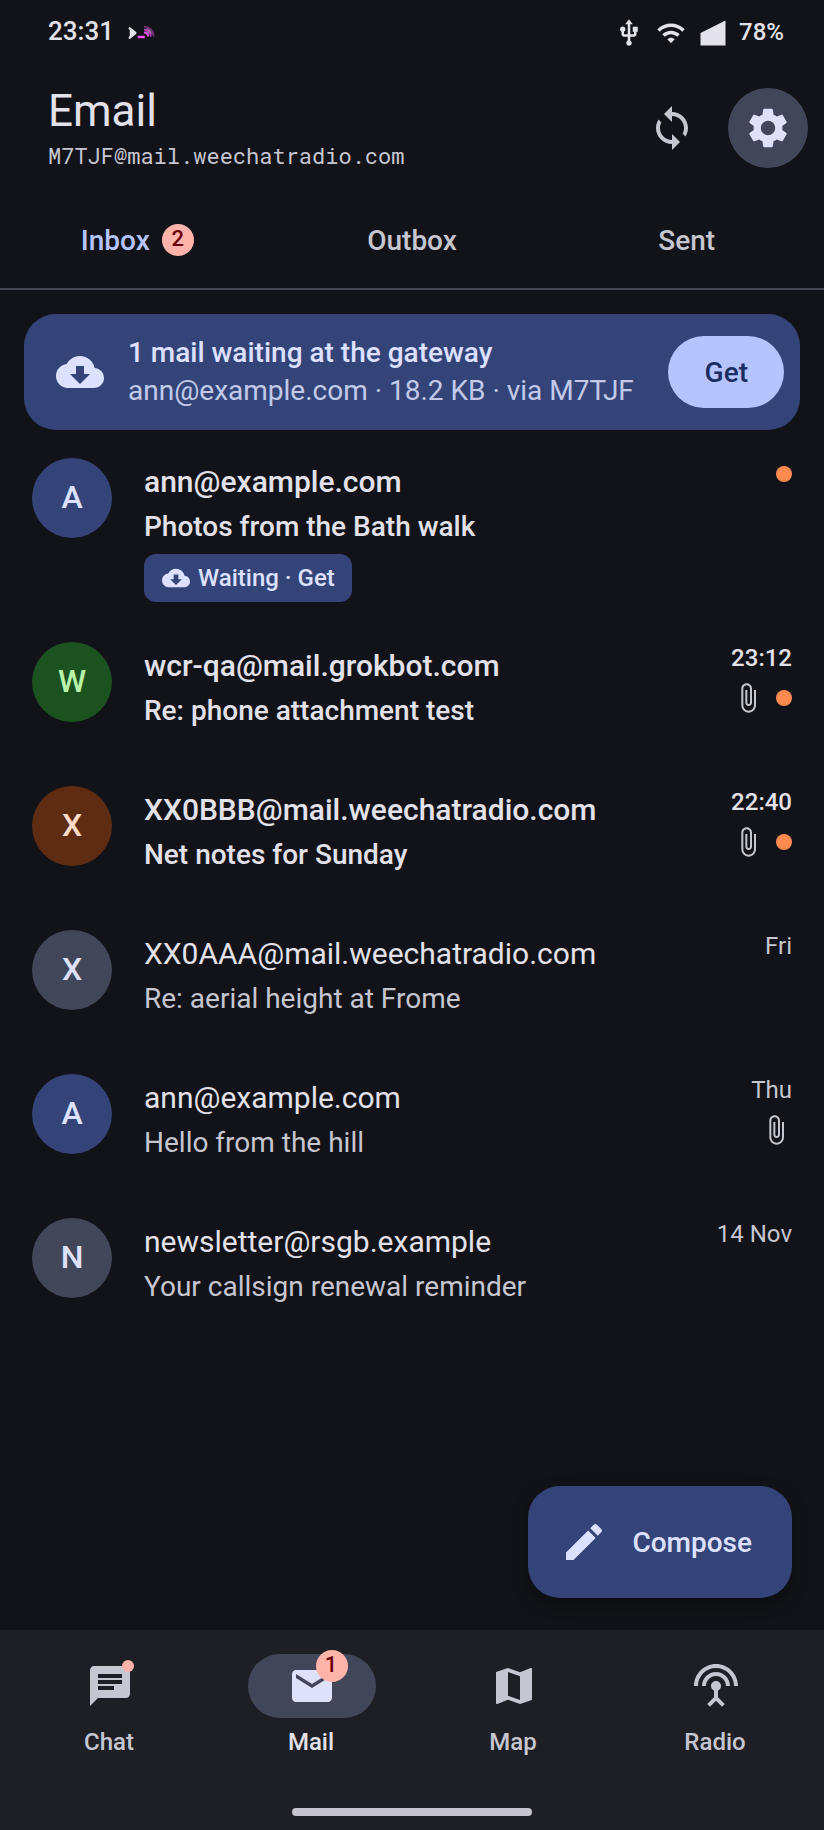 23:31
78%
Email
M7TJF@mail.weechatradio.com
Inbox 2
Outbox
Sent
1 mail waiting at the gateway
ann@example.com · 18.2 KB · via M7TJF
Get
A
ann@example.com
Photos from the Bath walk
Waiting · Get
W
wcr-qa@mail.grokbot.com
23:12
Re: phone attachment test
X
XX0BBB@mail.weechatradio.com
22:40
Net notes for Sunday
X
XX0AAA@mail.weechatradio.com
Fri
Re: aerial height at Frome
A
ann@example.com
Thu
Hello from the hill
N
newsletter@rsgb.example
14 Nov
Your callsign renewal reminder
Compose
1
Chat
Mail
Map
Radio